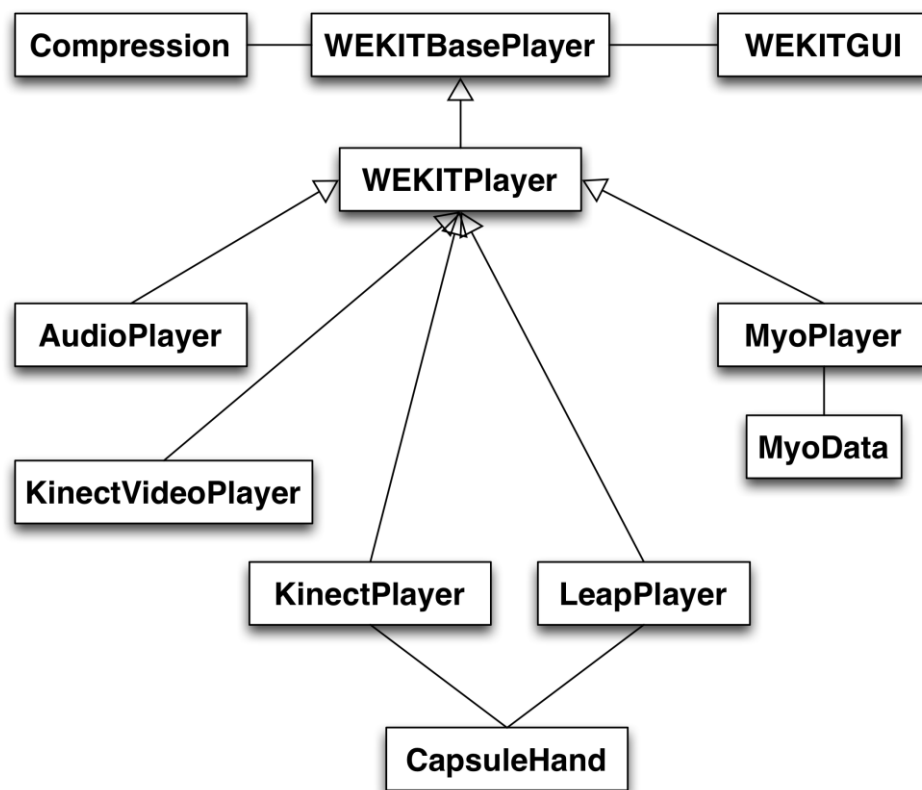 Compression
WEKITBasePlayer
WEKITGUI
WEKITPlayer
AudioPlayer
MyoPlayer
MyoData
KinectVideoPlayer
KinectPlayer
LeapPlayer
CapsuleHand